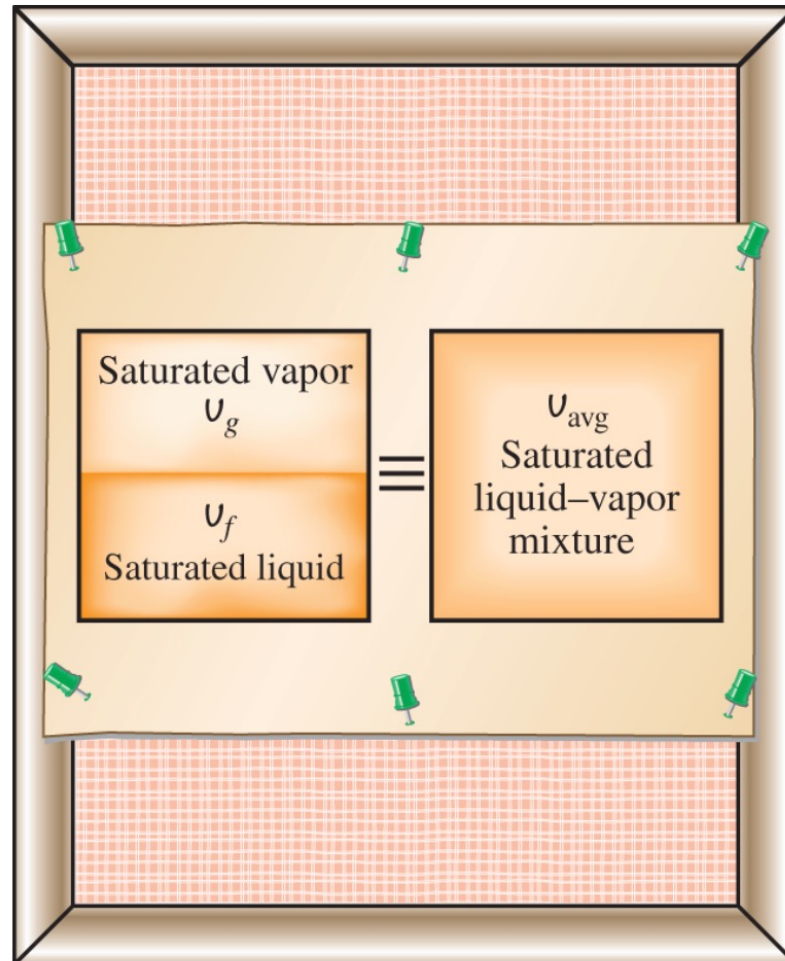 Saturated vapor
υg
υf
Saturated liquid
≡
υavg
Saturated
liquid–vapor
mixture